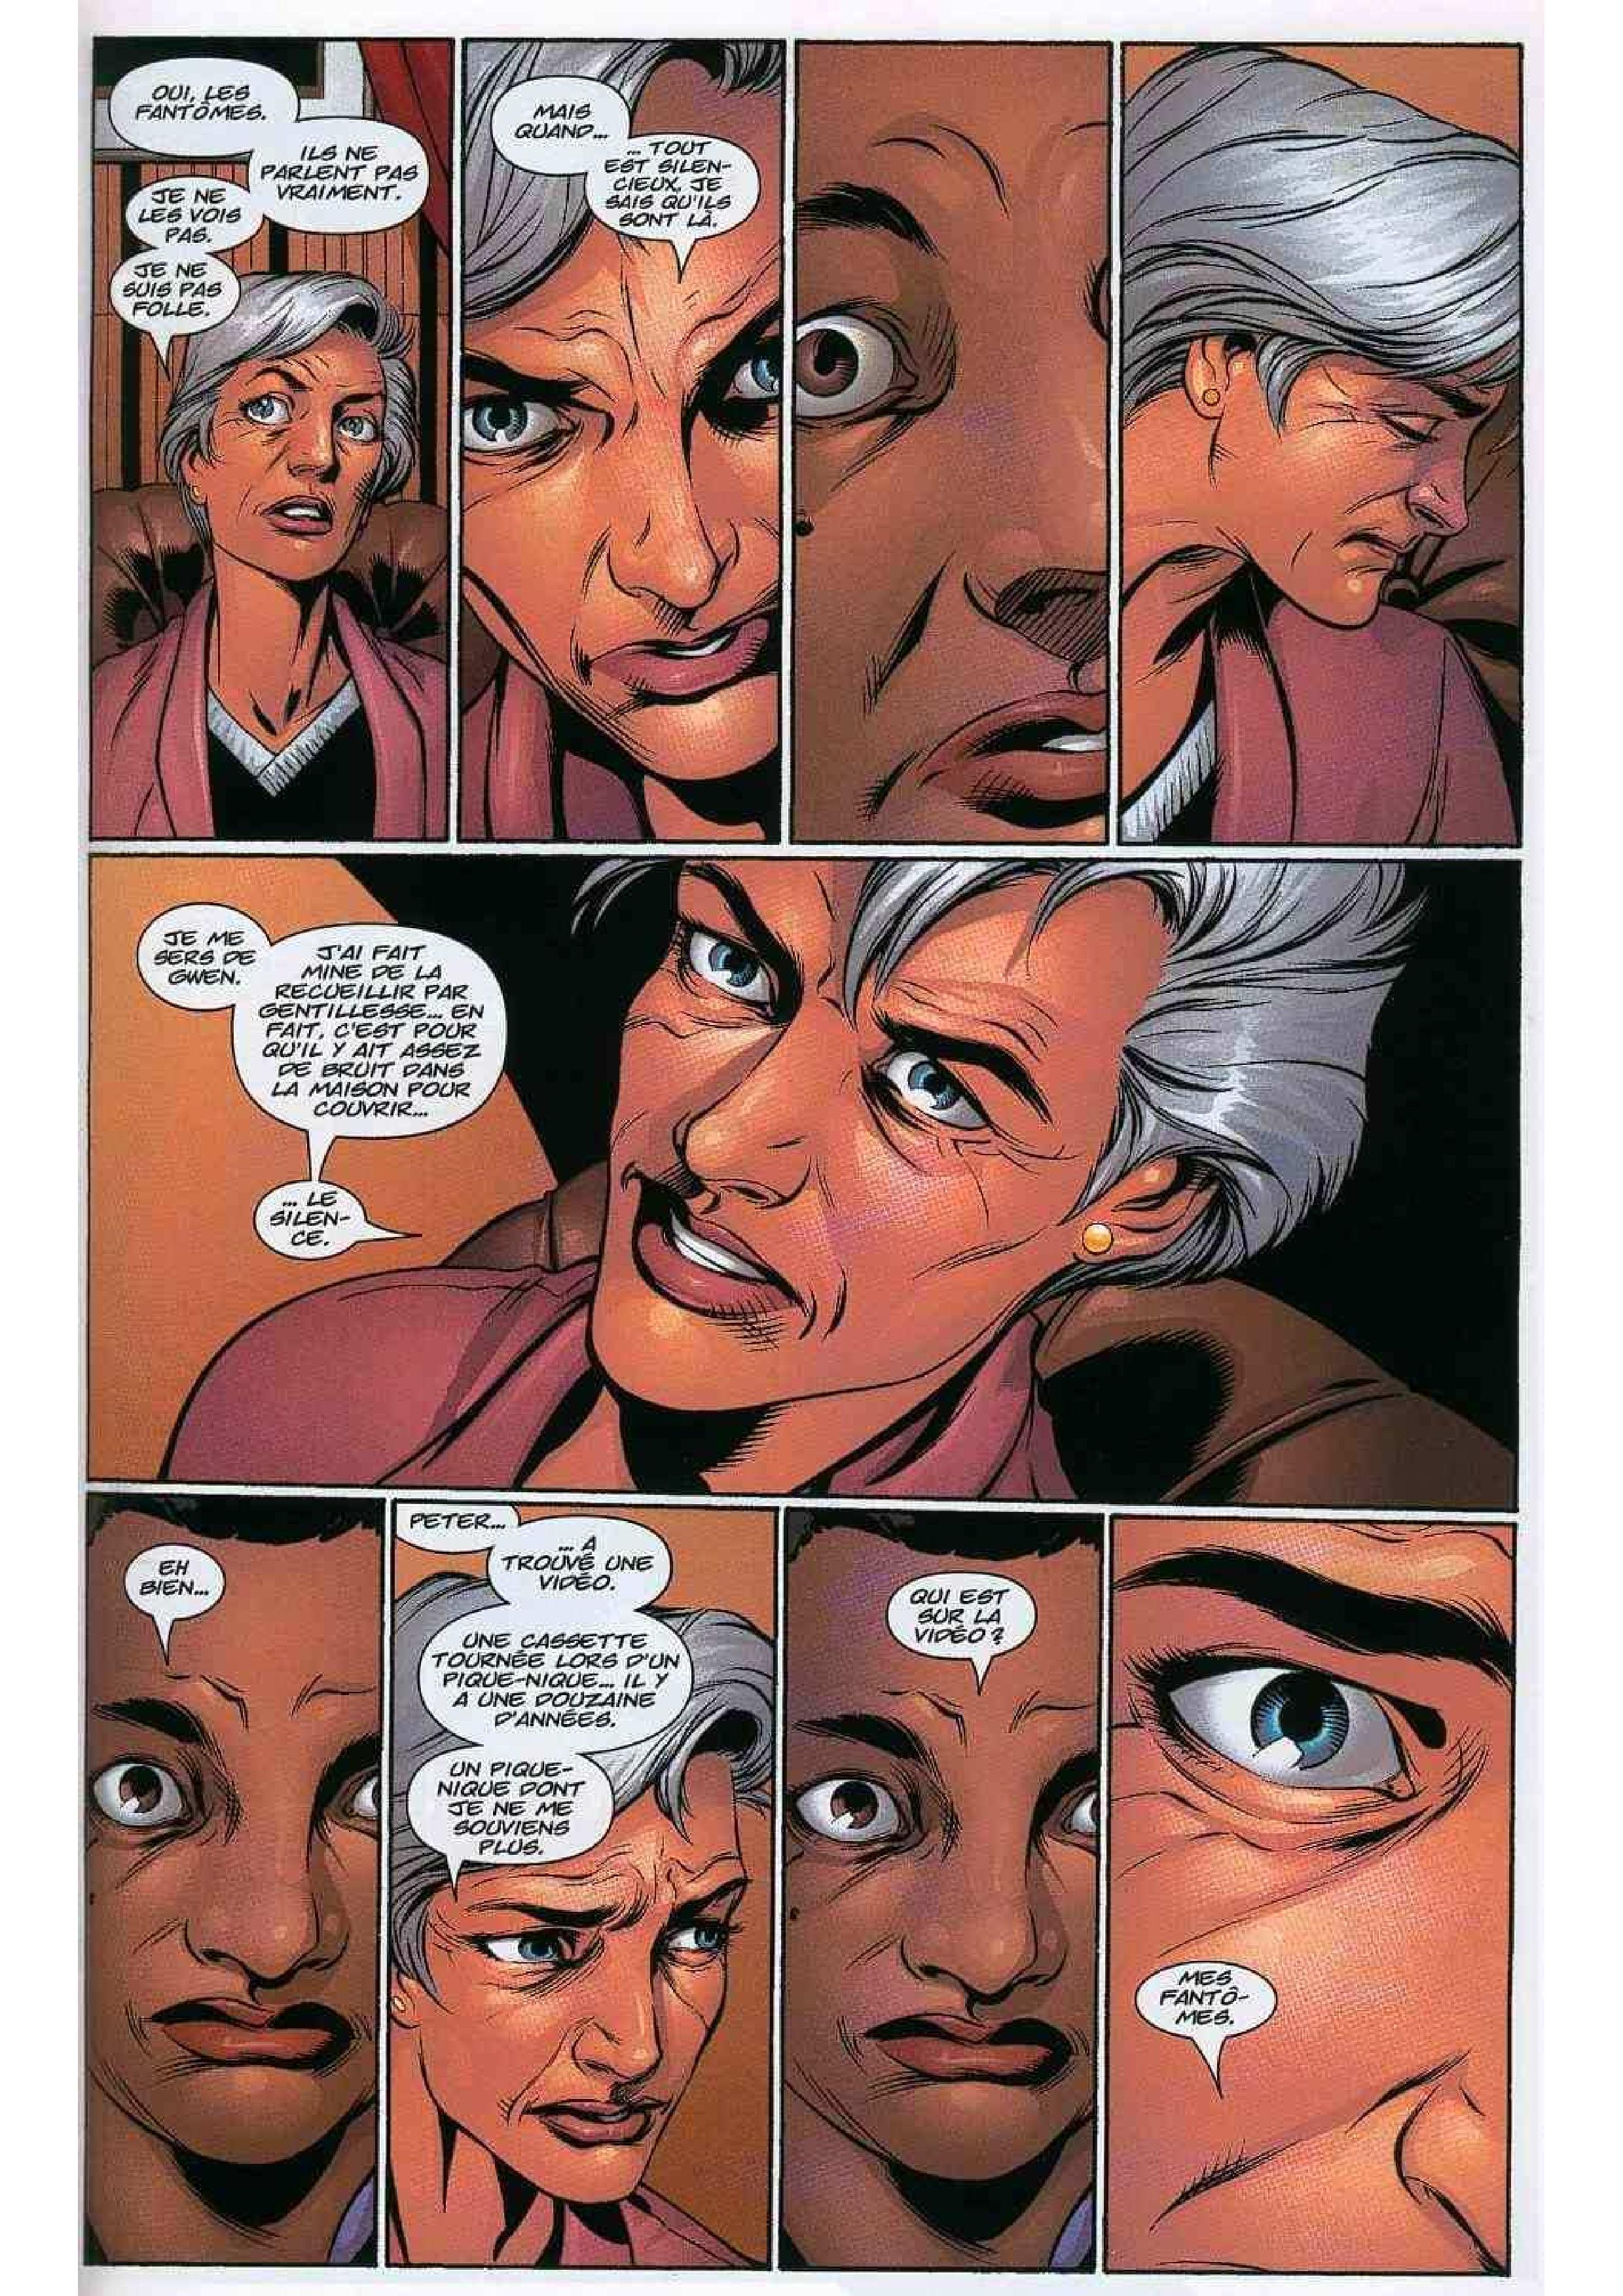 OUI, LES
FANTÔMES.
ILS NE
PARLENT PAS
VRAIMENT.
JE NE
LES VOIS
PAS.
JE NE
SUIS PAS
FOLLE.
MAIS
QUAND...
... TOUT
EST SILEN-
CIEUX, JE
SAIS QU'ILS
SONT LÀ.
JE ME
SERS DE
GWEN.
J'AI FAIT
MINE DE LA
RECUEILLIR PAR
GENTILLESSE... EN
FAIT, C'EST POUR
QU'IL Y AIT ASSEZ
DE BRUIT DANS
LA MAISON POUR
COUVRIR...
... LE
SILEN-
CE.
EH
BIEN...
PETER...
... A
TROUVÉ UNE
VIDÉO.
UNE CASSETTE
TOURNÉE LORS D'UN
PIQUE-NIQUE... IL Y
A UNE DOUZAINE
D'ANNÉES.
UN PIQUE-
NIQUE DONT
JE NE ME
SOUVIENS
PLUS.
QUI EST
SUR LA
VIDÉO ?
MES
FANTÔ-
MES.